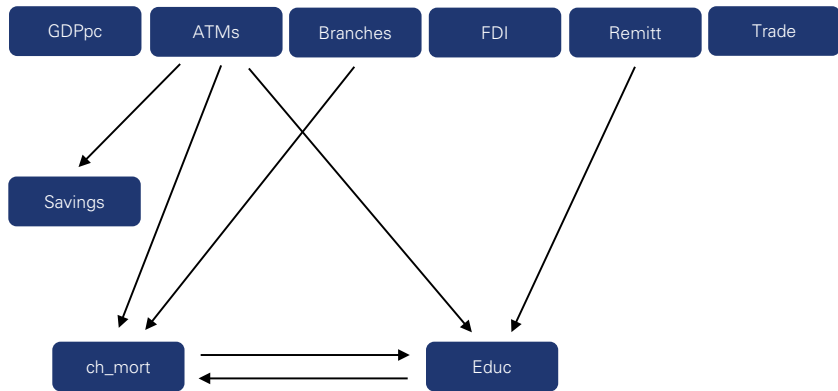 GDPpc
ATMs
Branches
FDI
Remitt
Trade
Savings
ch_mort
Educ